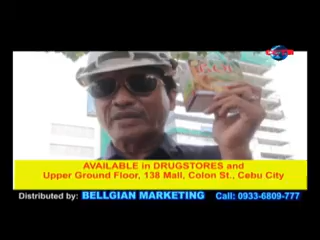 AVAILABLE in DRUGSTORES and
Upper Ground Floor, 138 Mall, Colon St., Cebu City
Distributed by: BELLGIAN MARKETING Call: 0933-6809-777